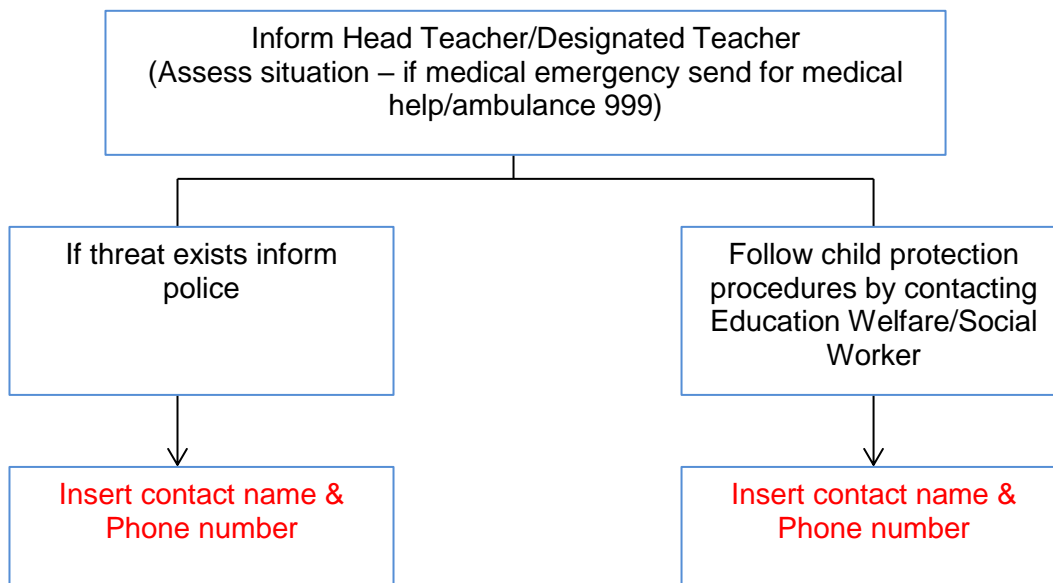 Inform Head Teacher/Designated Teacher
(Assess situation – if medical emergency send for medical
help/ambulance 999)
If threat exists inform
police
Follow child protection
procedures by contacting
Education Welfare/Social
Worker
Insert contact name &
Phone number
Insert contact name &
Phone number